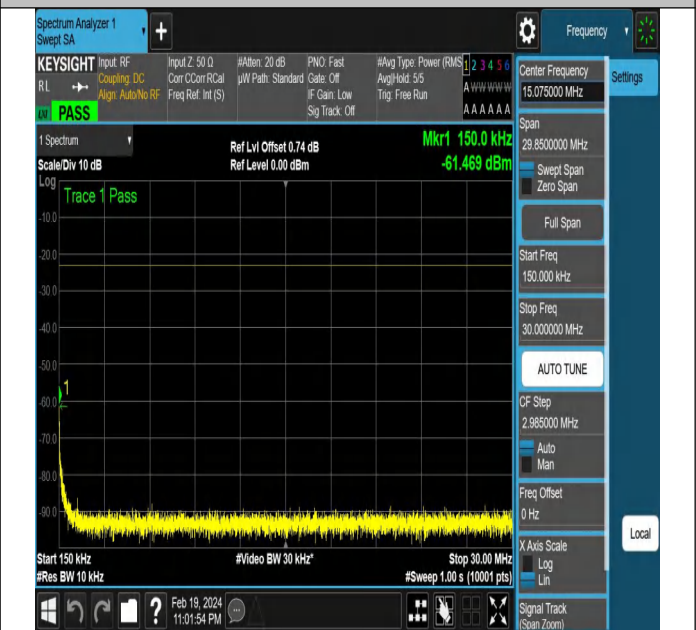 Spectrum Analyzer 1
Swept SA
+
Frequency
KEYSIGHT
RL
PASS
Input: RF
Coupling: DC
Align: Auto/No RF
Input Z: 50 Ω
Corr CCorr RCal
Freq Ref: Int (S)
#Atten: 20 dB
µW Path: Standard
PNO: Fast
Gate: Off
IF Gain: Low
Sig Track: Off
#Avg Type: Power (RMS
Avg|Hold: 5/5
Trig: Free Run
1 2 3 4 5 6
A W W W W W
A A A A A A
1 Spectrum
Scale/Div 10 dB
Ref Lvl Offset 0.74 dB
Ref Level 0.00 dBm
Mkr1 150.0 kHz
-61.469 dBm
Log
Trace 1 Pass
-10.0
-20.0
-30.0
-40.0
-50.0
-60.0
-70.0
-80.0
-90.0
1
Start 150 kHz
#Res BW 10 kHz
#Video BW 30 kHz*
Stop 30.00 MHz
#Sweep 1.00 s (10001 pts)
Feb 19, 2024
11:01:54 PM
?
Center Frequency
15.075000 MHz
Settings
Span
29.8500000 MHz
Swept Span
Zero Span
Full Span
Start Freq
150.000 kHz
Stop Freq
30.000000 MHz
AUTO TUNE
CF Step
2.985000 MHz
Auto
Man
Freq Offset
0 Hz
X Axis Scale
Log
Lin
Signal Track
(Span Zoom)
Local